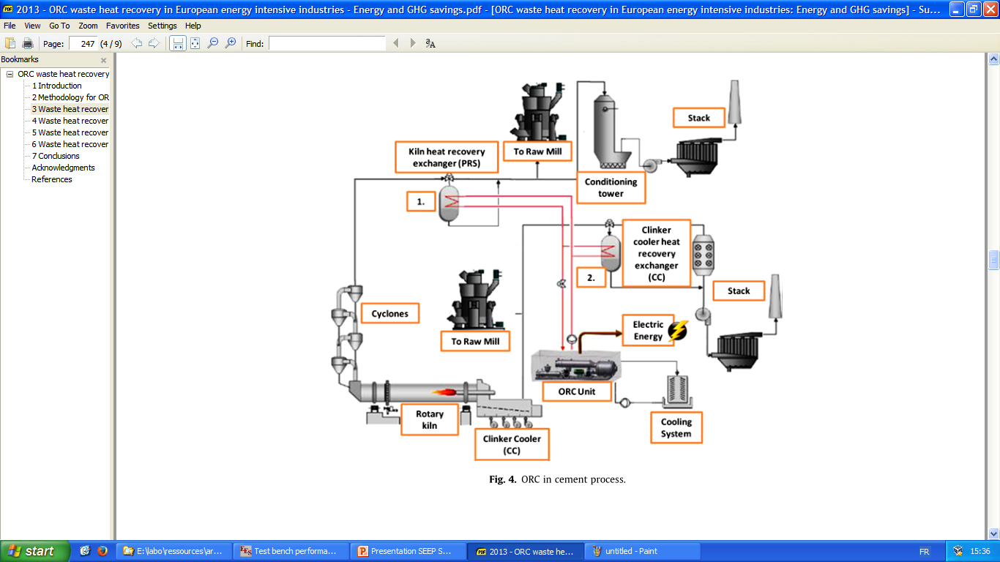 2013 - ORC waste heat recovery in European energy intensive industries - Energy and GHG savings.pdf - [ORC waste heat recovery in European energy intensive industries: Energy and GHG savings] - Su...
File View Go To Zoom Favorites Settings Help
Page: 247 (4 / 9) Find:
Bookmarks
ORC waste heat recovery
1 Introduction
2 Methodology for OR
3 Waste heat recover
4 Waste heat recover
5 Waste heat recover
6 Waste heat recover
7 Conclusions
Acknowledgments
References
Stack
Kiln heat recovery
exchanger (PRS)
To Raw Mill
Conditioning
tower
1.
Clinker
cooler heat
recovery
exchanger
(CC)
2.
Stack
Cyclones
To Raw Mill
Electric
Energy
ORC Unit
Rotary
kiln
Cooling
System
Clinker Cooler
(CC)
Fig. 4. ORC in cement process.
start
E:\labo\ressources\ar...
Test bench performa...
Presentation SEEP S...
2013 - ORC waste he...
untitled - Paint
FR
15:36